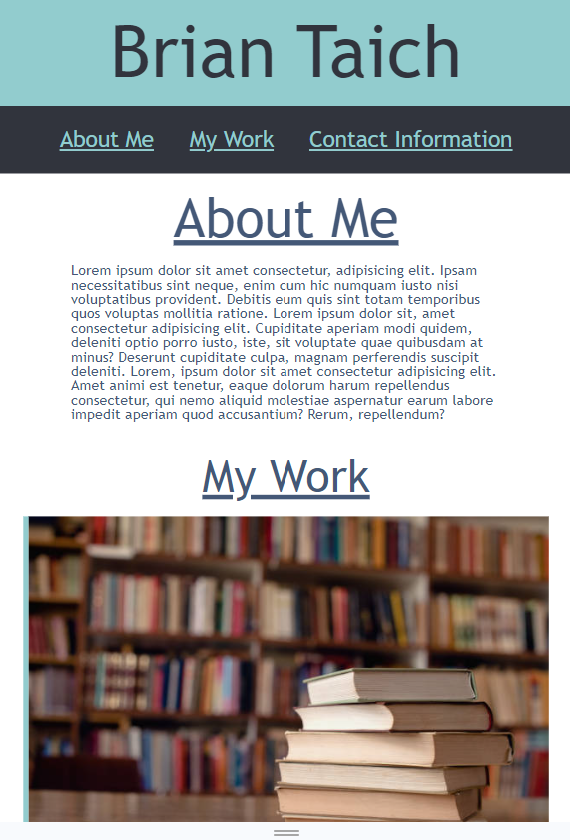 Brian Taich
About Me My Work Contact Information
About Me
Lorem ipsum dolor sit amet consectetur, adipisicing elit. Ipsam
necessitatibus sint neque, enim cum hic numquam iusto nisi
voluptatibus provident. Debitis eum quis sint totam temporibus
quos voluptas mollitia ratione. Lorem ipsum dolor sit, amet
consectetur adipisicing elit. Cupiditate aperiam modi quidem,
deleniti optio porro iusto, iste, sit voluptate quae quibusdam at
minus? Deserunt cupiditate culpa, magnam perferendis suscipit
deleniti. Lorem, ipsum dolor sit amet consectetur adipisicing elit.
Amet animi est tenetur, eaque dolorum harum repellendus
consectetur, qui nemo aliquid molestiae aspernatur earum labore
impedit aperiam quod accusantium? Rerum, repellendum?
My Work